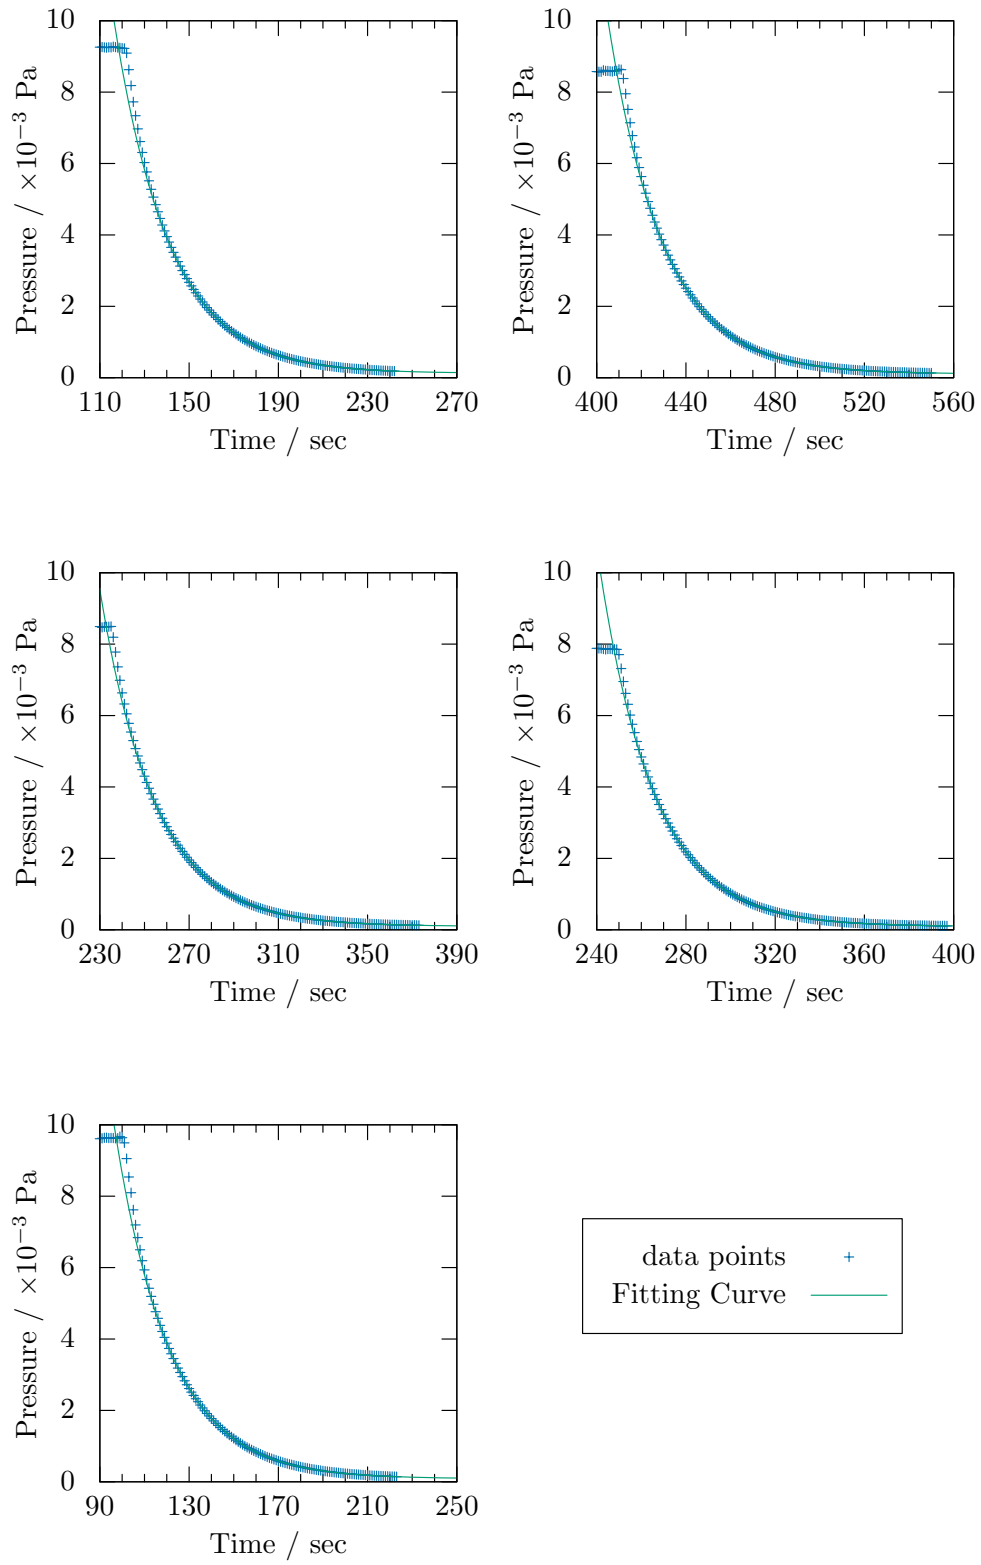 10
8
6
4
2
0
Pressure / ×10−3 Pa
110 150 190 230 270
Time / sec
10
8
6
4
2
0
Pressure / ×10−3 Pa
400 440 480 520 560
Time / sec
10
8
6
4
2
0
Pressure / ×10−3 Pa
230 270 310 350 390
Time / sec
10
8
6
4
2
0
Pressure / ×10−3 Pa
240 280 320 360 400
Time / sec
10
8
6
4
2
0
Pressure / ×10−3 Pa
90 130 170 210 250
Time / sec
data points
Fitting Curve